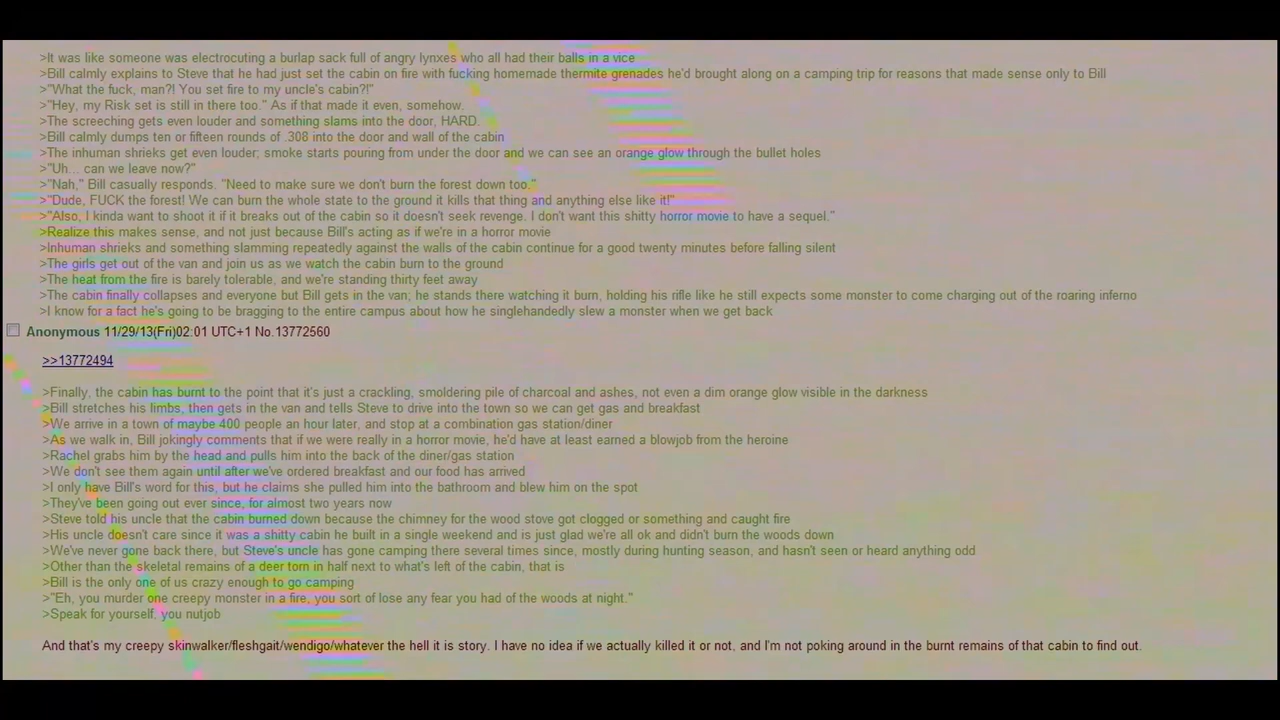 >It was like someone was electrocuting a burlap sack full of angry lynxes who all had their balls in a vice
>Bill calmly explains to Steve that he had just set the cabin on fire with fucking homemade thermite grenades he'd brought along on a camping trip for reasons that made sense only to Bill
>"What the fuck, man?! You set fire to my uncle's cabin?!"
>"Hey, my Risk set is still in there too." As if that made it even, somehow.
>The screeching gets even louder and something slams into the door, HARD.
>Bill calmly dumps ten or fifteen rounds of .308 into the door and wall of the cabin
>The inhuman shrieks get even louder; smoke starts pouring from under the door and we can see an orange glow through the bullet holes
>"Uh... can we leave now?"
>"Nah," Bill casually responds. "Need to make sure we don't burn the forest down too."
>"Dude, FUCK the forest! We can burn the whole state to the ground it kills that thing and anything else like it!"
>"Also, I kinda want to shoot it if it breaks out of the cabin so it doesn't seek revenge. I don't want this shitty horror movie to have a sequel."
>Realize this makes sense, and not just because Bill's acting as if we're in a horror movie
>Inhuman shrieks and something slamming repeatedly against the walls of the cabin continue for a good twenty minutes before falling silent
>The girls get out of the van and join us as we watch the cabin burn to the ground
>The heat from the fire is barely tolerable, and we're standing thirty feet away
>The cabin finally collapses and everyone but Bill gets in the van; he stands there watching it burn, holding his rifle like he still expects some monster to come charging out of the roaring inferno
>I know for a fact he's going to be bragging to the entire campus about how he singlehandedly slew a monster when we get back
Anonymous 11/29/13(Fri)02:01 UTC+1 No.13772560
>>13772494
>Finally, the cabin has burnt to the point that it's just a crackling, smoldering pile of charcoal and ashes, not even a dim orange glow visible in the darkness
>Bill stretches his limbs, then gets in the van and tells Steve to drive into the town so we can get gas and breakfast
>We arrive in a town of maybe 400 people an hour later, and stop at a combination gas station/diner
>As we walk in, Bill jokingly comments that if we were really in a horror movie, he'd have at least earned a blowjob from the heroine
>Rachel grabs him by the head and pulls him into the back of the diner/gas station
>We don't see them again until after we've ordered breakfast and our food has arrived
>I only have Bill's word for this, but he claims she pulled him into the bathroom and blew him on the spot
>They've been going out ever since, for almost two years now
>Steve told his uncle that the cabin burned down because the chimney for the wood stove got clogged or something and caught fire
>His uncle doesn't care since it was a shitty cabin he built in a single weekend and is just glad we're all ok and didn't burn the woods down
>We've never gone back there, but Steve's uncle has gone camping there several times since, mostly during hunting season, and hasn't seen or heard anything odd
>Other than the skeletal remains of a deer torn in half next to what's left of the cabin, that is
>Bill is the only one of us crazy enough to go camping
>"Eh, you murder one creepy monster in a fire, you sort of lose any fear you had of the woods at night."
>Speak for yourself, you nutjob
And that's my creepy skinwalker/fleshgait/wendigo/whatever the hell it is story. I have no idea if we actually killed it or not, and I'm not poking around in the burnt remains of that cabin to find out.